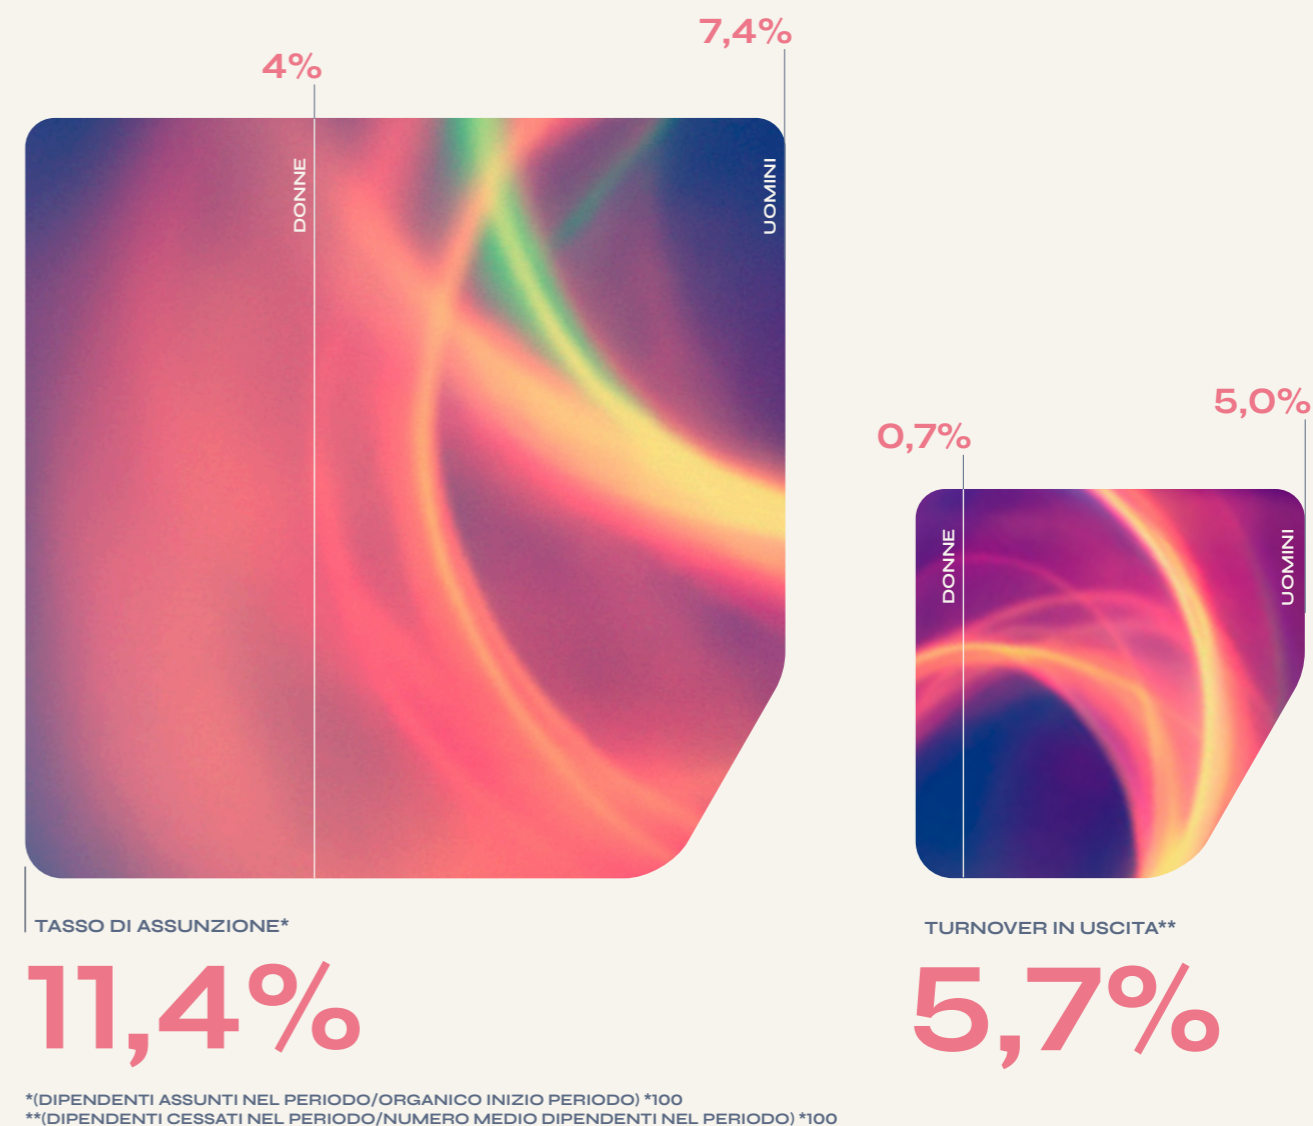 7,4%
4%
DONNE
UOMINI
5,0%
0,7%
DONNE
UOMINI
TASSO DI ASSUNZIONE*
11,4%
TURNOVER IN USCITA**
5,7%
*(DIPENDENTI ASSUNTI NEL PERIODO/ORGANICO INIZIO PERIODO) *100
**(DIPENDENTI CESSATI NEL PERIODO/NUMERO MEDIO DIPENDENTI NEL PERIODO) *100